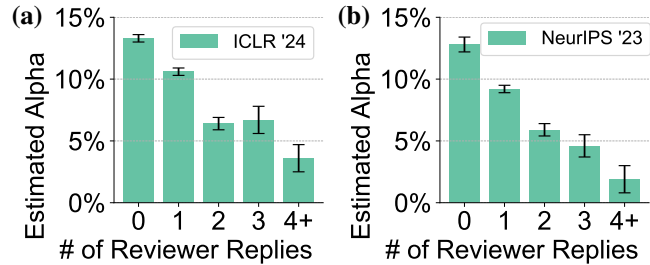 (a)
Estimated Alpha
15%
10%
5%
0%
ICLR '24
0 1 2 3 4+
# of Reviewer Replies
(b)
Estimated Alpha
15%
10%
5%
0%
NeurIPS '23
0 1 2 3 4+
# of Reviewer Replies